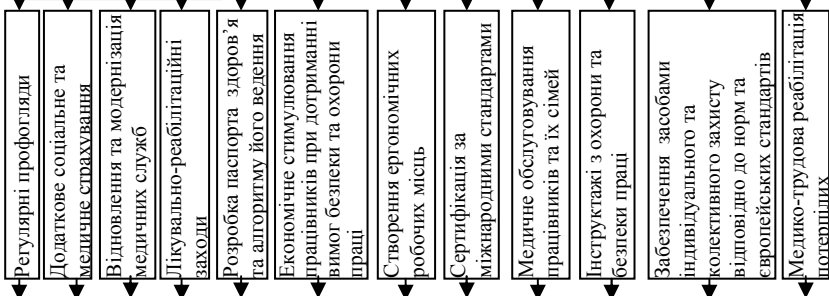 Регулярні профогляди
Додаткове соціальне та
медичне страхування
Відновлення та модернізація
медичних служб
Лікувально-реабілітаційні
заходи
Розробка паспорта здоров'я
та алгоритму його ведення
Економічне стимулювання
працівників при дотриманні
вимог безпеки та охорони
праці
Створення ергономічних
робочих місць
Сертифікація за
міжнародними стандартами
Медичне обслуговування
працівників та їх сімей
Інструктажі з охорони та
безпеки праці
Забезпечення засобами
індивідуального та
колективного захисту
відповідно до норм та
європейських стандартів
Медико-трудова реабілітація
потерпілих